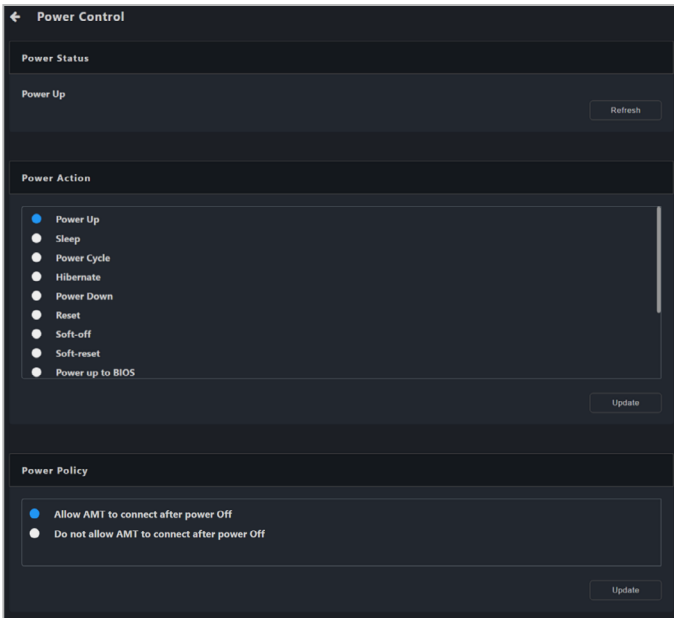 Power Control
Power Status
Power Up
Refresh
Power Action
Power Up
Sleep
Power Cycle
Hibernate
Power Down
Reset
Soft-off
Soft-reset
Power up to BIOS
Update
Power Policy
Allow AMT to connect after power Off
Do not allow AMT to connect after power Off
Update